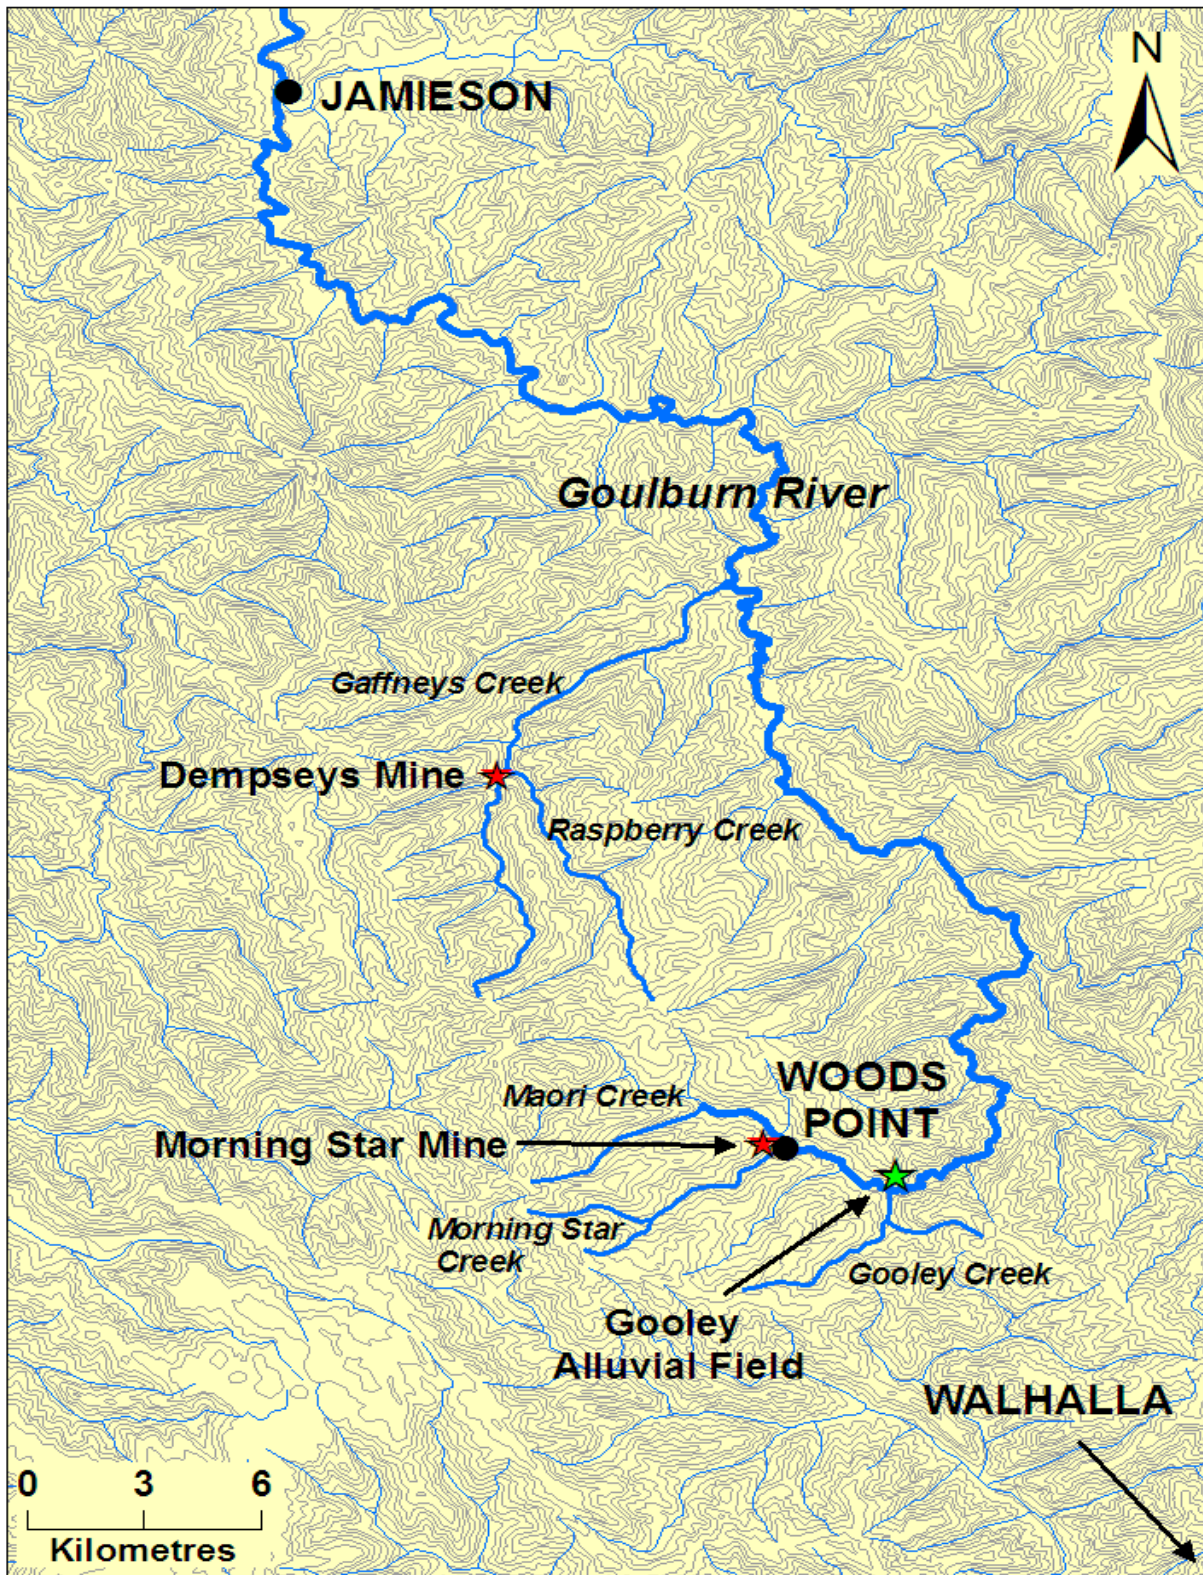 N
JAMIESON
Goulburn River
Gaffneys Creek
Dempseys Mine
Raspberry Creek
WOODS
POINT
Maori Creek
Morning Star Mine
Morning Star
Creek
Gooley Creek
Gooley
Alluvial Field
WALHALLA
0 3 6
Kilometres